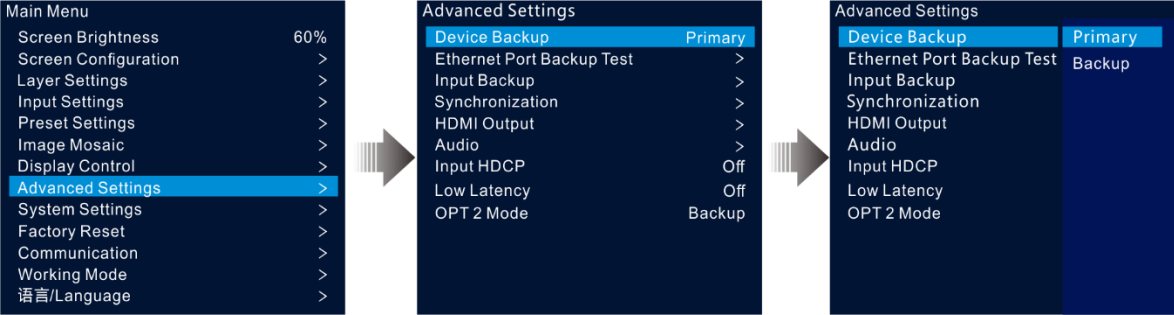 Main Menu
Screen Brightness 60%
Screen Configuration >
Layer Settings >
Input Settings >
Preset Settings >
Image Mosaic >
Display Control >
Advanced Settings >
System Settings >
Factory Reset >
Communication >
Working Mode >
语言/Language >
Advanced Settings
Device Backup Primary
Ethernet Port Backup Test >
Input Backup >
Synchronization >
HDMI Output >
Audio >
Input HDCP Off
Low Latency Off
OPT 2 Mode Backup
Advanced Settings
Device Backup Primary
Ethernet Port Backup Test Backup
Input Backup
Synchronization
HDMI Output
Audio
Input HDCP
Low Latency
OPT 2 Mode